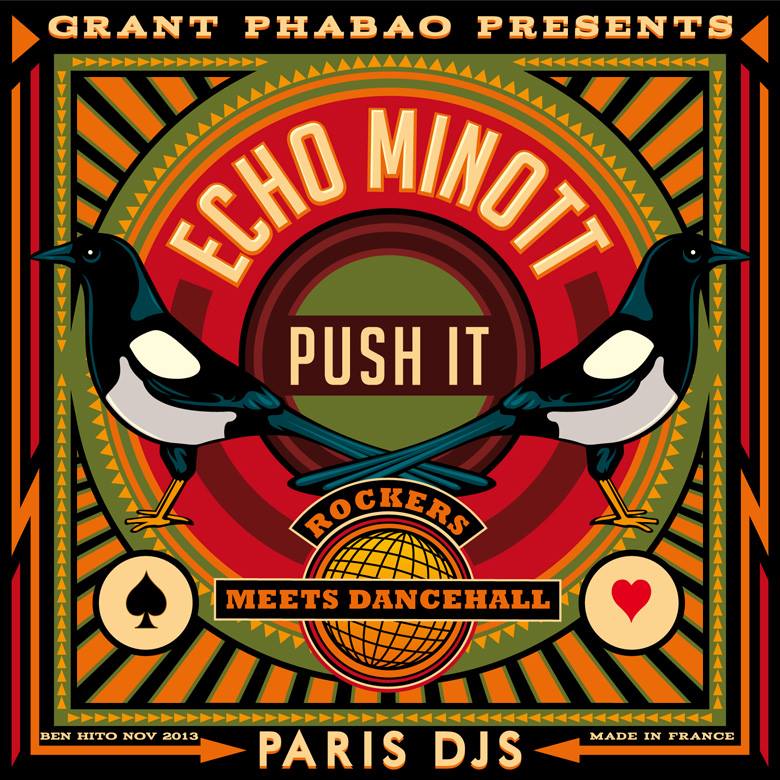 GRANT PHABAO PRESENTS
ECHO MINOTT
PUSH IT
ROCKERS
MEETS DANCEHALL
BEN HITO NOV 2013
PARIS DJS
MADE IN FRANCE